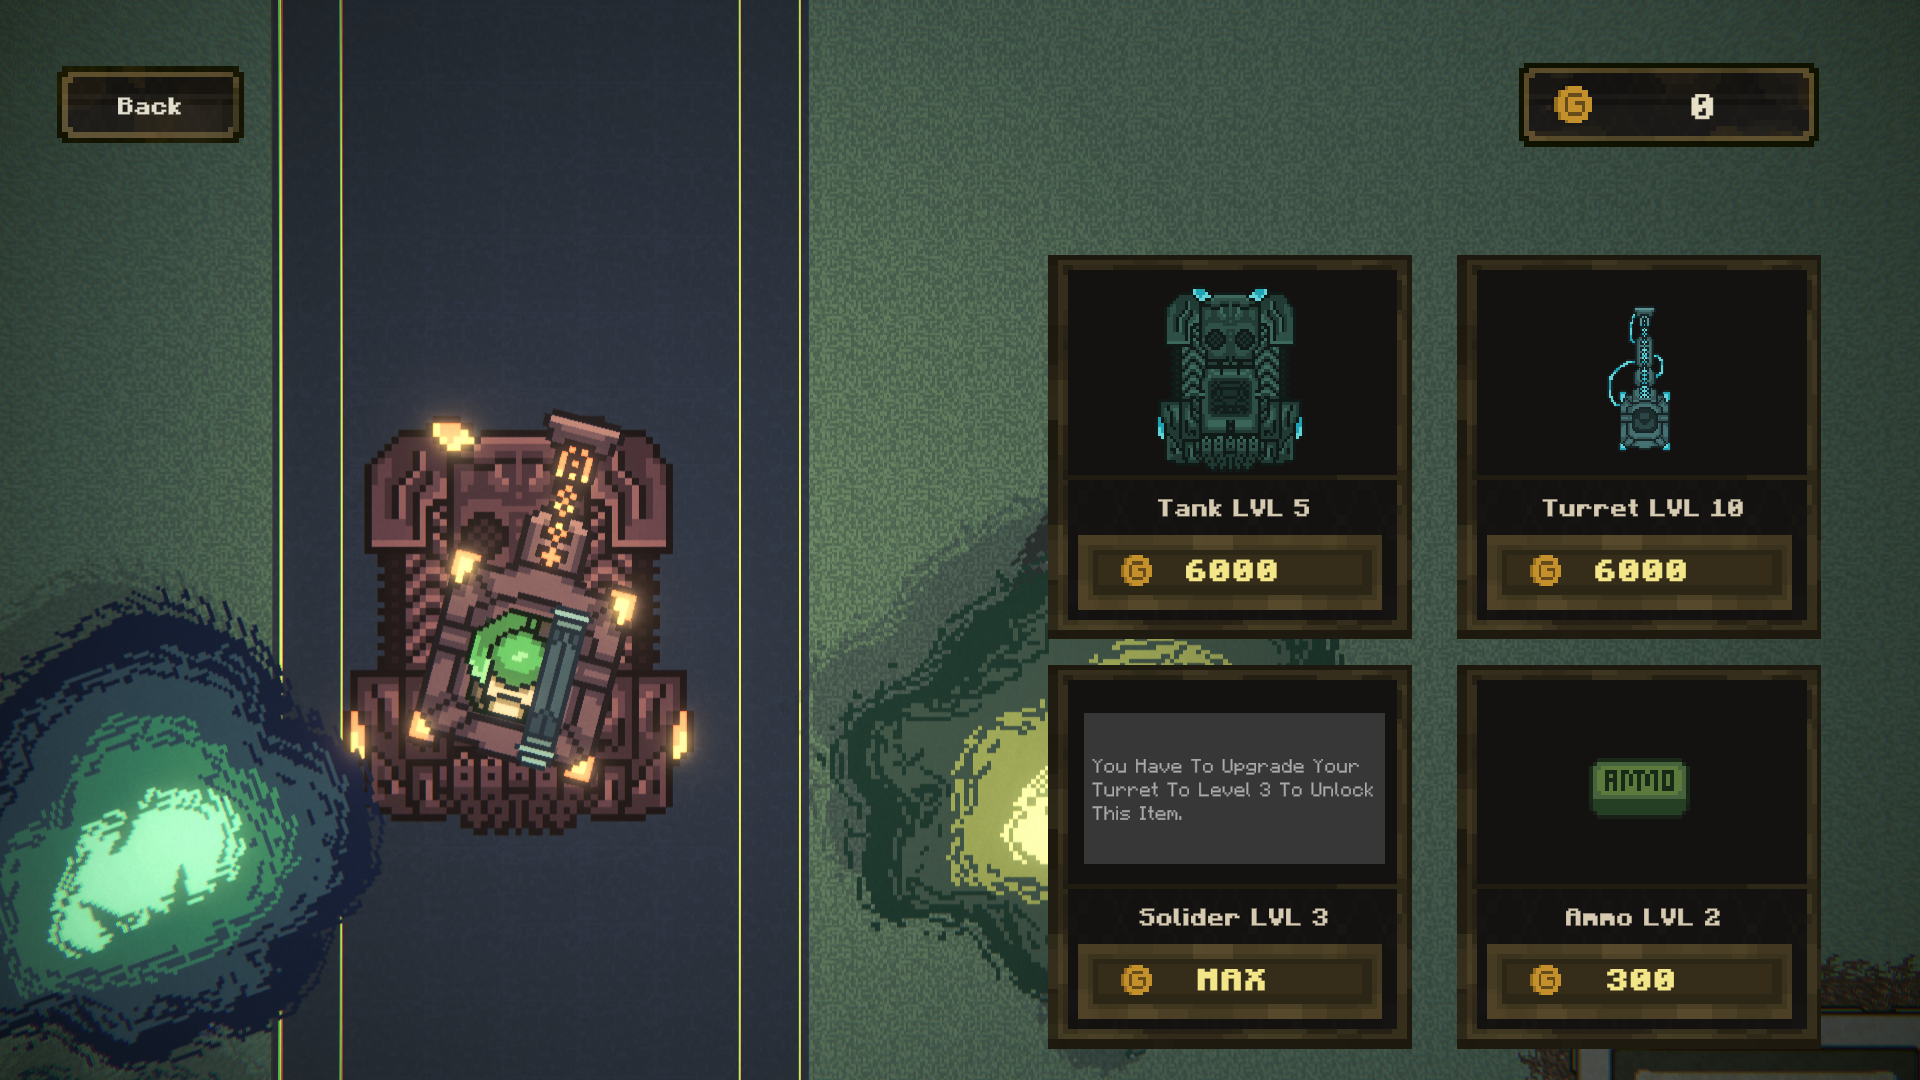 Back
0
Tank LVL 5
6000
Turret LVL 10
6000
You Have To Upgrade Your
Turret To Level 3 To Unlock
This Item.
Solider LVL 3
MAX
AMMO
Ammo LVL 2
300